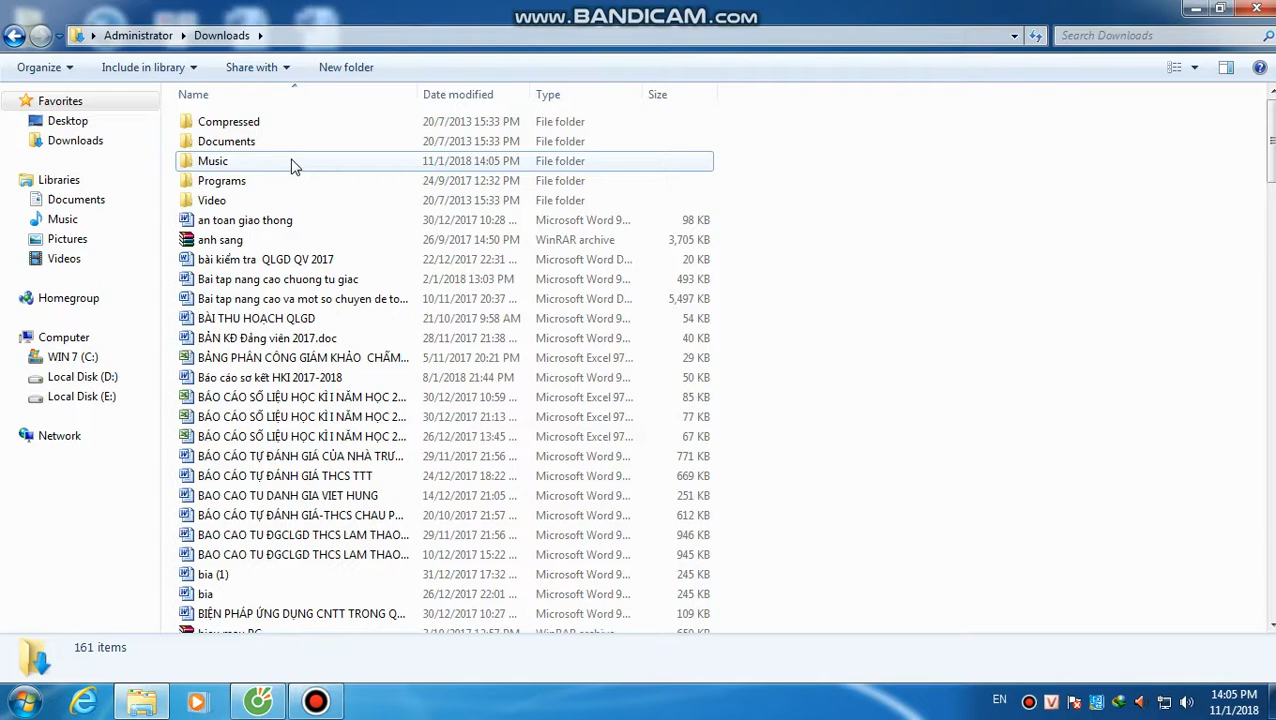 www.BANDICAM.com
Administrator Downloads Search Downloads
Organize Include in library Share with New folder
Name Date modified Type Size
Favorites
Desktop
Downloads
Libraries
Documents
Music
Pictures
Videos
Homegroup
Computer
WIN 7 (C:)
Local Disk (D:)
Local Disk (E:)
Network
Compressed 20/7/2013 15:33 PM File folder
Documents 20/7/2013 15:33 PM File folder
Music 11/1/2018 14:05 PM File folder
Programs 24/9/2017 12:32 PM File folder
Video 20/7/2013 15:33 PM File folder
an toan giao thong 30/12/2017 10:28 ... Microsoft Word 9... 98 KB
anh sang 26/9/2017 14:50 PM WinRAR archive 3,705 KB
bài kiểm tra QLGD QV 2017 22/12/2017 22:31 ... Microsoft Word D... 20 KB
Bai tap nang cao chuong tu giac 2/1/2018 13:03 PM Microsoft Word 9... 493 KB
Bai tap nang cao va mot so chuyen de to... 10/11/2017 20:37 ... Microsoft Word D... 5,497 KB
BÀI THU HOẠCH QLGD 21/10/2017 9:58 AM Microsoft Word 9... 54 KB
BẢN KĐ Đảng viên 2017.doc 28/11/2017 21:38 ... Microsoft Word 9... 40 KB
BẢNG PHÂN CÔNG GIÁM KHẢO CHẤM... 5/11/2017 20:21 PM Microsoft Excel 97... 29 KB
Báo cáo sơ kết HKI 2017-2018 8/1/2018 21:44 PM Microsoft Word 9... 50 KB
BÁO CÁO SỐ LIỆU HỌC KÌ I NĂM HỌC 2... 30/12/2017 10:59 ... Microsoft Excel 97... 85 KB
BÁO CÁO SỐ LIỆU HỌC KÌ I NĂM HỌC 2... 30/12/2017 21:13 ... Microsoft Excel 97... 77 KB
BÁO CÁO SỐ LIỆU HỌC KÌ I NĂM HỌC 2... 26/12/2017 13:45 ... Microsoft Excel 97... 67 KB
BÁO CÁO TỰ ĐÁNH GIÁ CỦA NHÀ TRƯ... 29/11/2017 21:56 ... Microsoft Word 9... 771 KB
BÁO CÁO TỰ ĐÁNH GIÁ THCS TTT 24/12/2017 18:22 ... Microsoft Word 9... 669 KB
BAO CAO TU DANH GIA VIET HUNG 14/12/2017 21:05 ... Microsoft Word 9... 251 KB
BÁO CÁO TỰ ĐÁNH GIÁ-THCS CHAU P... 20/10/2017 21:57 ... Microsoft Word 9... 612 KB
BAO CAO TU ĐGCLGD THCS LAM THAO... 29/11/2017 21:56 ... Microsoft Word 9... 946 KB
BAO CAO TU ĐGCLGD THCS LAM THAO... 10/12/2017 15:22 ... Microsoft Word 9... 945 KB
bia (1) 31/12/2017 17:32 ... Microsoft Word 9... 245 KB
bia 26/12/2017 22:01 ... Microsoft Word 9... 245 KB
BIỆN PHÁP ỨNG DỤNG CNTT TRONG Q... 30/12/2017 10:27 ... Microsoft Word 9... 109 KB
161 items
EN 14:05 PM
11/1/2018